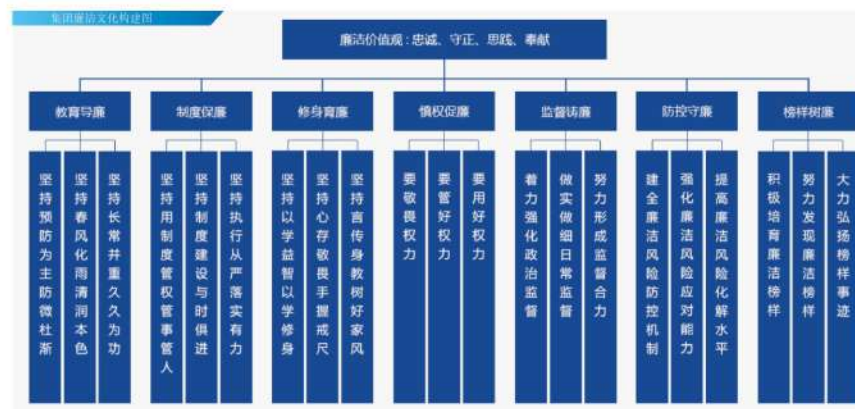 集团廉洁文化构建图
廉洁价值观：忠诚、守正、思践、奉献
教育导廉
制度保廉
修身育廉
慎权促廉
监督铸廉
防控守廉
榜样树廉
坚持预防为主防微杜渐
坚持春风化雨清润本色
坚持长常并重久久为功
坚持用制度管权管事管人
坚持制度建设与时俱进
坚持执行从严落实有力
坚持以学益智以学修身
坚持心存敬畏手握戒尺
坚持言传身教树好家风
要敬畏权力
要管好权力
要用好权力
着力强化政治监督
做实做细日常监督
努力形成监督合力
建全廉洁风险防控机制
强化廉洁风险应对能力
提高廉洁风险化解水平
积极培育廉洁榜样
努力发现廉洁榜样
大力弘扬榜样事迹